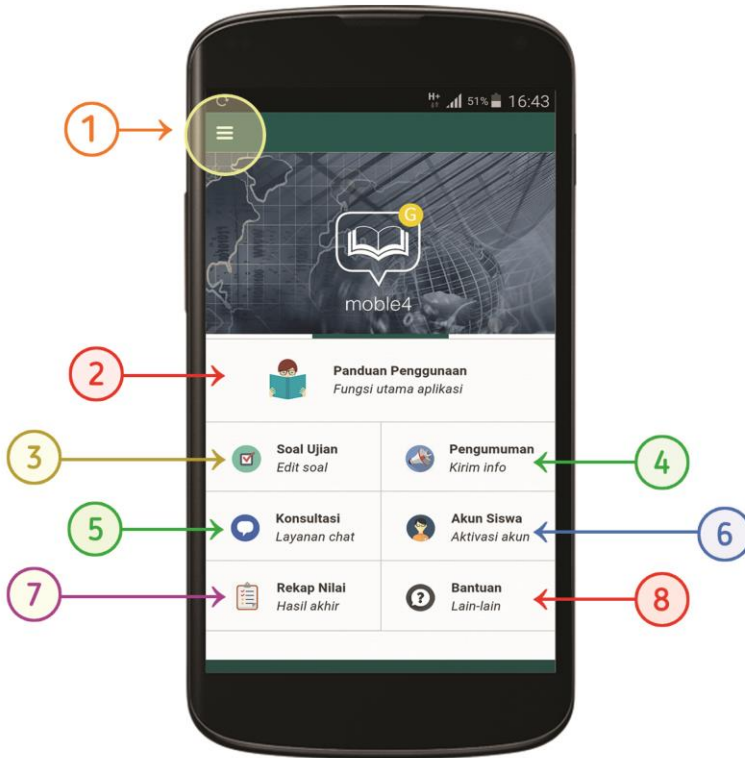 H+ 51% 16:43
1
G
moble4
2
Panduan Penggunaan
Fungsi utama aplikasi
3
Soal Ujian
Edit soal
Pengumuman
Kirim info
4
5
Konsultasi
Layanan chat
Akun Siswa
Aktivasi akun
6
7
Rekap Nilai
Hasil akhir
Bantuan
Lain-lain
8